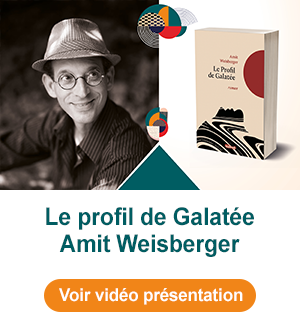 Amit
Weisberger
Le Profil
de Galatée
Le profil de Galatée
Amit Weisberger
Voir vidéo présentation